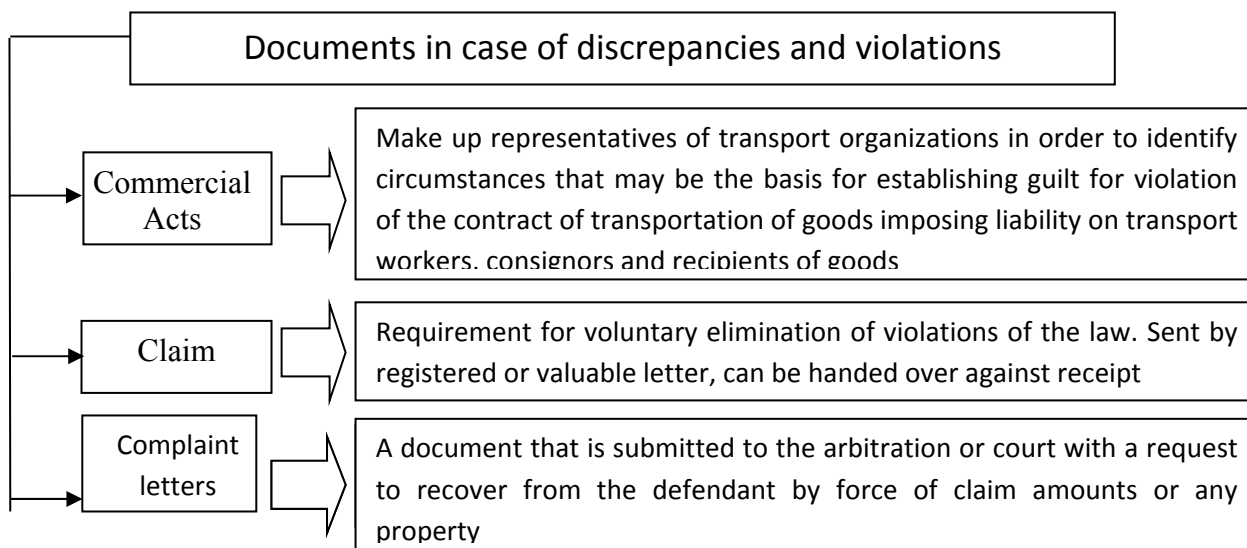 Documents in case of discrepancies and violations
Commercial
Acts
Make up representatives of transport organizations in order to identify
circumstances that may be the basis for establishing guilt for violation
of the contract of transportation of goods imposing liability on transport
workers, consignors and recipients of goods
Claim
Requirement for voluntary elimination of violations of the law. Sent by
registered or valuable letter, can be handed over against receipt
Complaint
letters
A document that is submitted to the arbitration or court with a request
to recover from the defendant by force of claim amounts or any
property